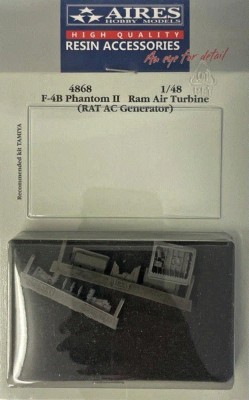 AIRES
HOBBY MODELS
HIGH QUALITY
RESIN ACCESSORIES
An eye for detail
4868 1/48
F-4B Phantom II Ram Air Turbine
(RAT AC Generator)
Recommended kit TAMIYA